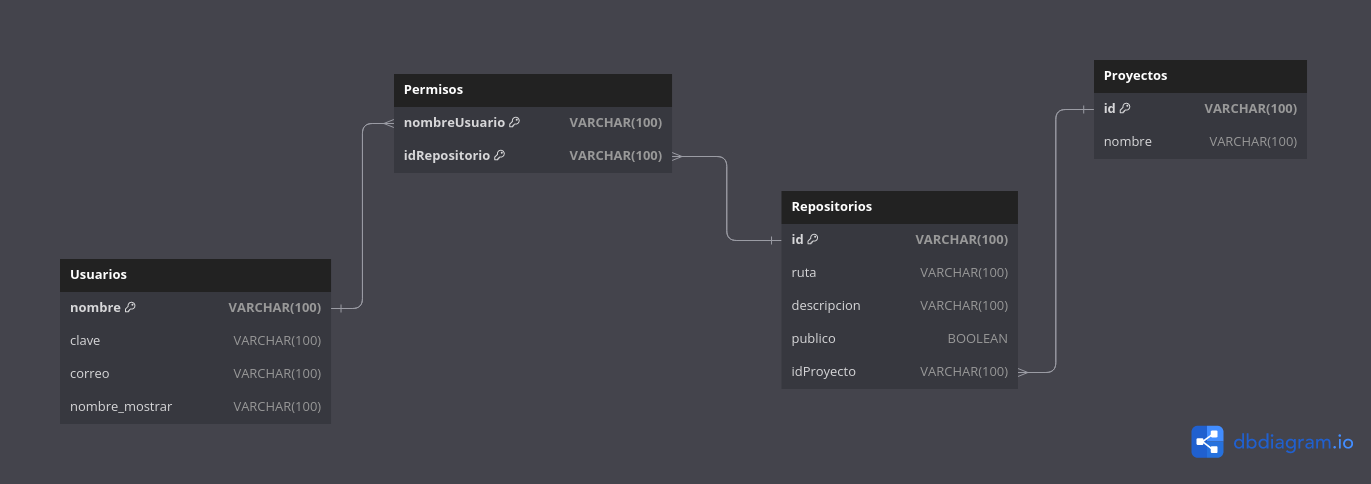 Permisos
nombreUsuario VARCHAR(100)
idRepositorio VARCHAR(100)
Proyectos
id VARCHAR(100)
nombre VARCHAR(100)
Repositorios
id VARCHAR(100)
ruta VARCHAR(100)
descripcion VARCHAR(100)
publico BOOLEAN
idProyecto VARCHAR(100)
Usuarios
nombre VARCHAR(100)
clave VARCHAR(100)
correo VARCHAR(100)
nombre_mostrar VARCHAR(100)
dbdiagram.io